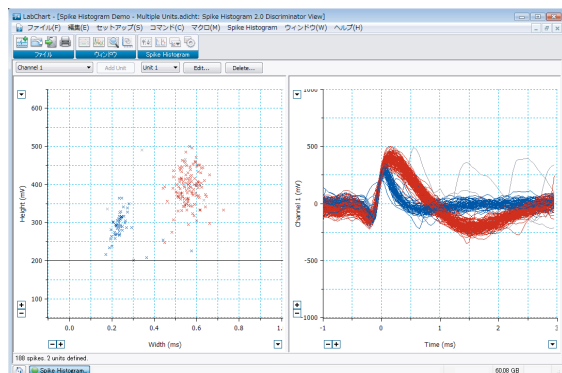 LabChart - [Spike Histogram Demo - Multiple Units.adicht: Spike Histogram 2.0 Discriminator View]
ファイル(F) 編集(E) セットアップ(S) コマンド(C) マクロ(M) Spike Histogram ウィンドウ(W) ヘルプ(H)
ファイル ウィンドウ Spike Histogram
Channel 1 Add Unit Unit 1 Edit... Delete...
600
500
400
300
200
100
Height (mV)
0.0 0.2 0.4 0.6 0.8 1.
Width (ms)
1000
500
0
-500
-1000
Channel 1 (mV)
-1 0 1 2
Time (ms)
188 spikes. 2 units defined.
Spike Histogram... 60.08 GB